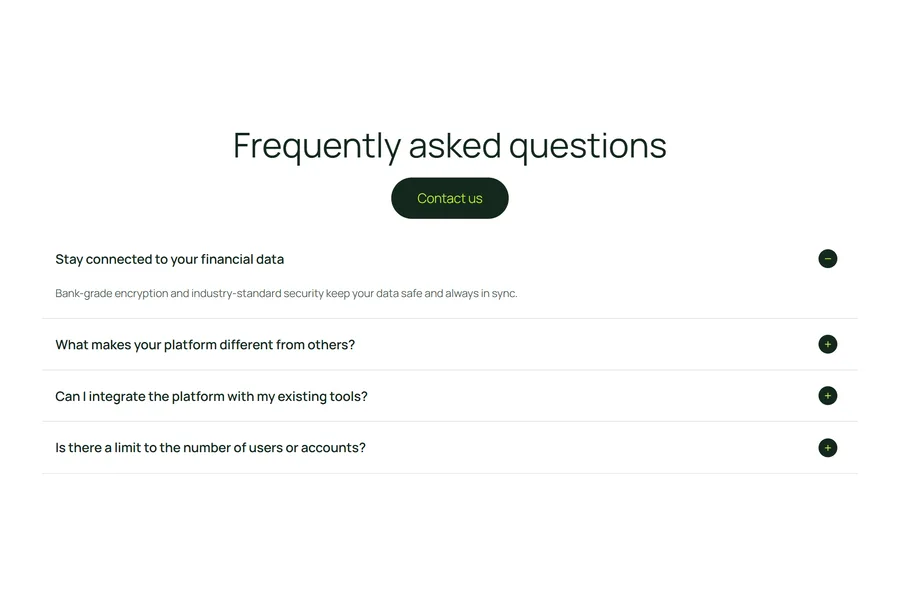 Frequently asked questions
Contact us
Stay connected to your financial data
Bank-grade encryption and industry-standard security keep your data safe and always in sync.
What makes your platform different from others?
Can I integrate the platform with my existing tools?
Is there a limit to the number of users or accounts?